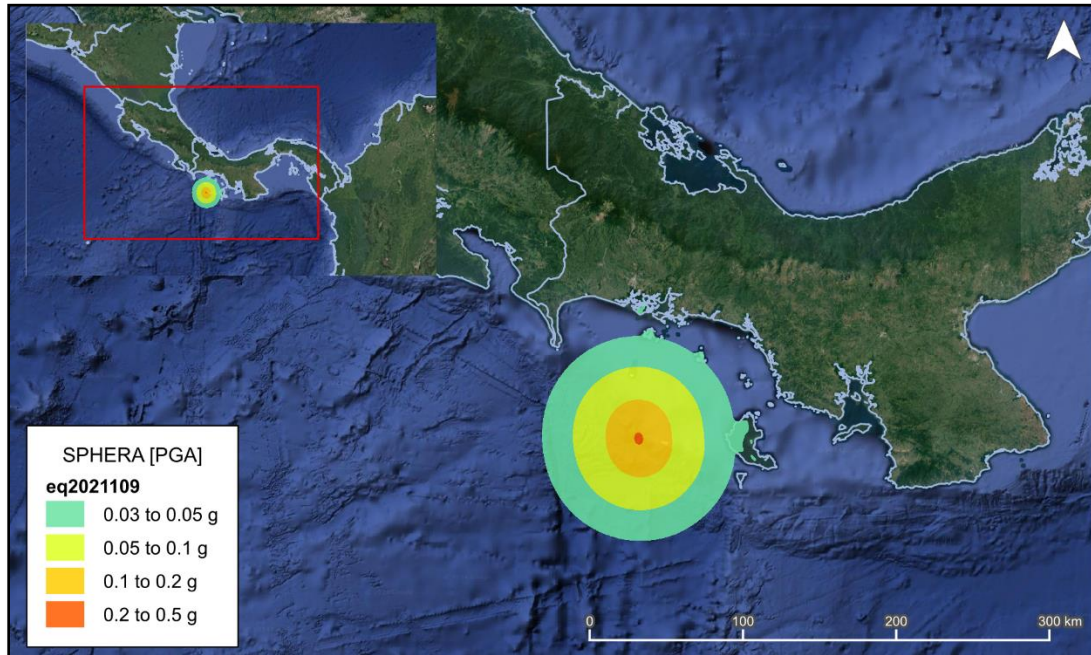 SPHERA [PGA]
eq2021109
0.03 to 0.05 g
0.05 to 0.1 g
0.1 to 0.2 g
0.2 to 0.5 g
0 100 200 300 km